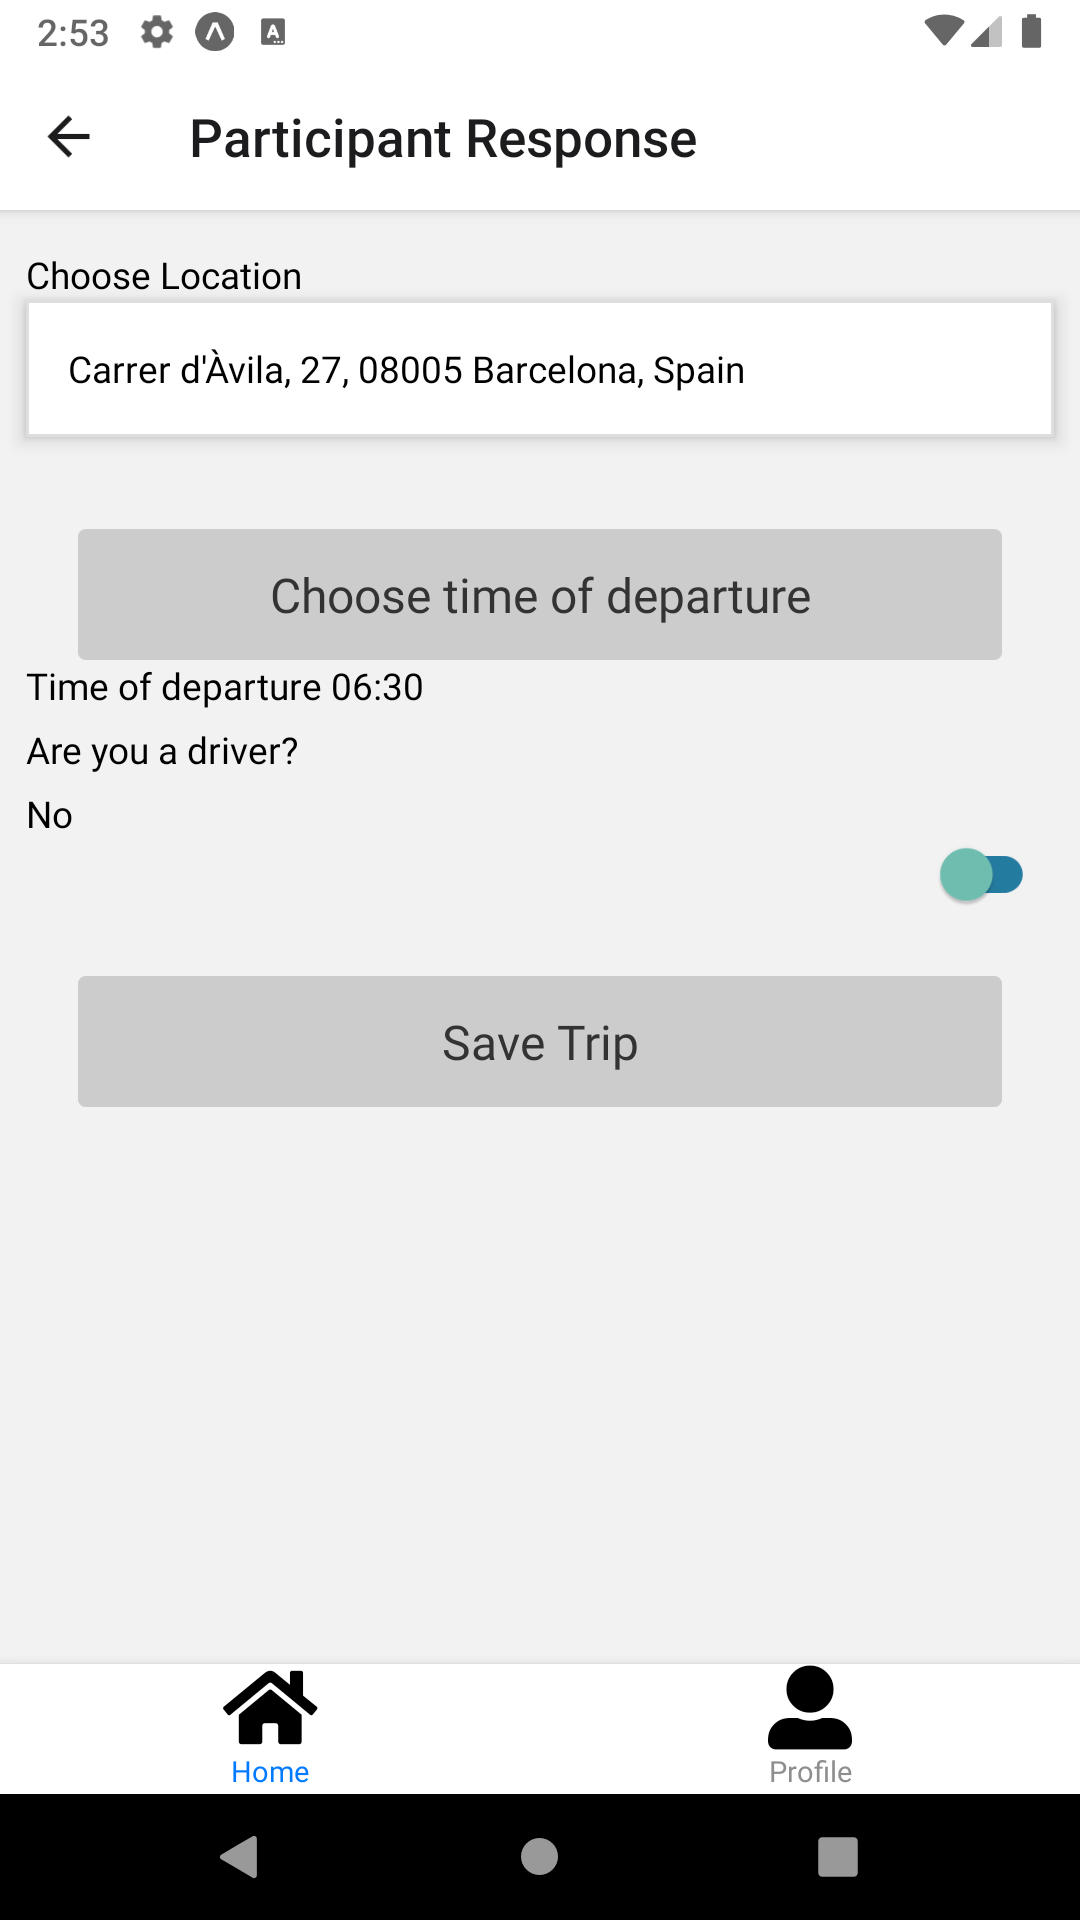 2:53
Participant Response
Choose Location
Carrer d'Àvila, 27, 08005 Barcelona, Spain
Choose time of departure
Time of departure 06:30
Are you a driver?
No
Save Trip
Home
Profile